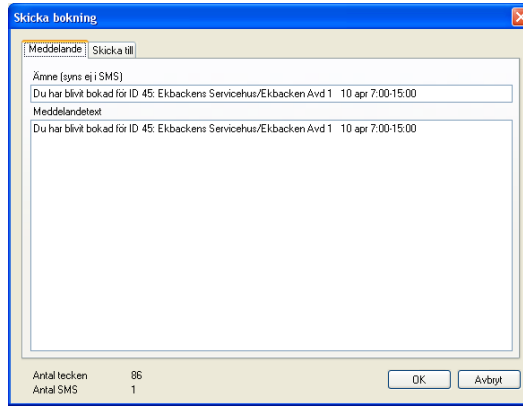 Skicka bokning
Meddelande Skicka till
Ämne (syns ej i SMS)
Du har blivit bokad för ID 45: Ekbackens Servicehus/Ekbacken Avd 1   10 apr 7:00-15:00
Meddelandetext
Du har blivit bokad för ID 45: Ekbackens Servicehus/Ekbacken Avd 1   10 apr 7:00-15:00
Antal tecken 86
Antal SMS 1
OK Avbryt